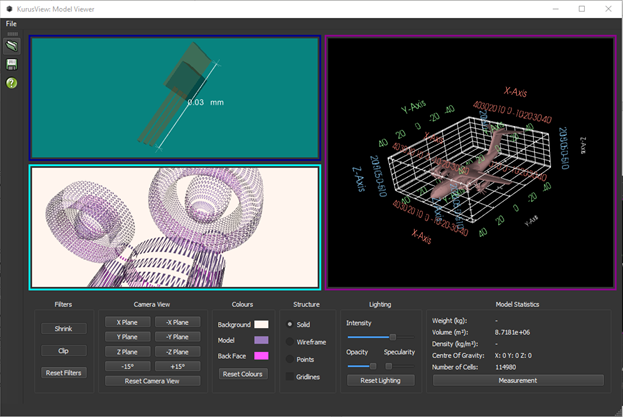 KurusView: Model Viewer
File
0.03 mm
X-Axis
Y-Axis
Z-Axis
X-Axis
Y-Axis
Z-Axis
X-Axis
Y-Axis
Filters
Shrink
Clip
Reset Filters
Camera View
X Plane
-X Plane
Y Plane
-Y Plane
Z Plane
-Z Plane
-15°
+15°
Reset Camera View
Colours
Background
Model
Back Face
Reset Colours
Structure
Solid
Wireframe
Points
Gridlines
Lighting
Intensity
Opacity
Specularity
Reset Lighting
Model Statistics
Weight (kg): -
Volume (m³): 8.7181e+06
Density (kg/m³): -
Centre Of Gravity: X: 0 Y: 0 Z: 0
Number of Cells: 114980
Measurement